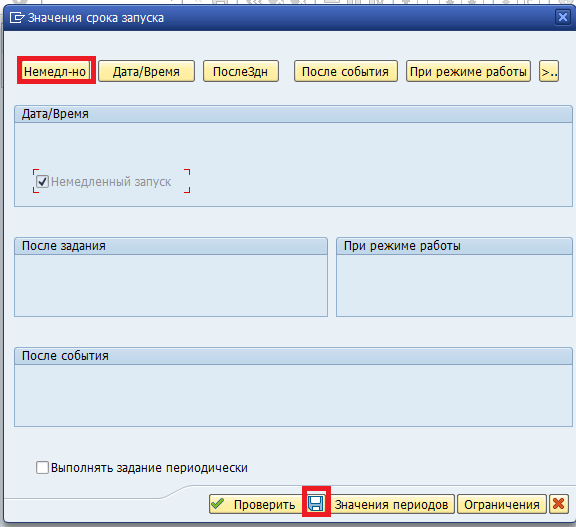 Значения срока запуска
Немедл-но Дата/Время ПослеЗдн После события При режиме работы >..
Дата/Время
Немедленный запуск
После задания При режиме работы
После события
Выполнять задание периодически
Проверить Значения периодов Ограничения